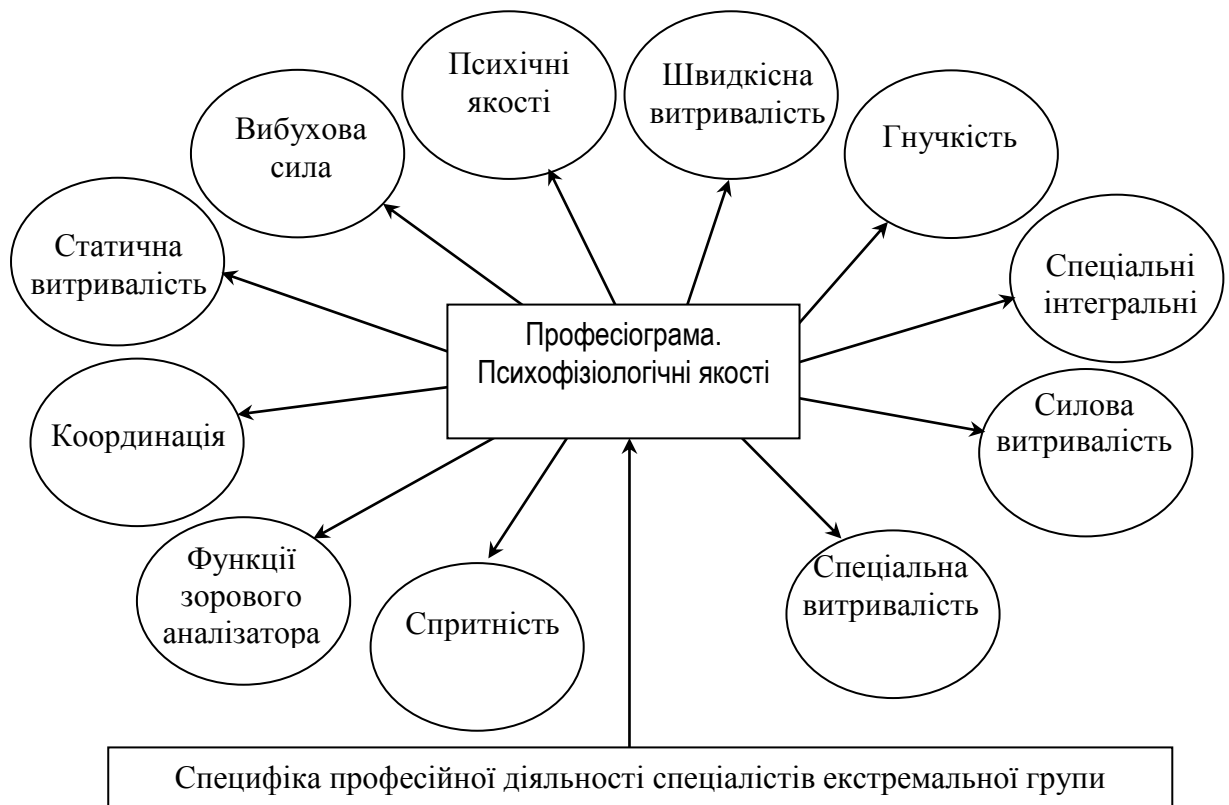 Психічні
якості
Швидкісна
витривалість
Вибухова
сила
Гнучкість
Статична
витривалість
Спеціальні
інтегральні
Професіограма.
Психофізіологічні якості
Координація
Силова
витривалість
Функції
зорового
аналізатора
Спритність
Спеціальна
витривалість
Специфіка професійної діяльності спеціалістів екстремальної групи